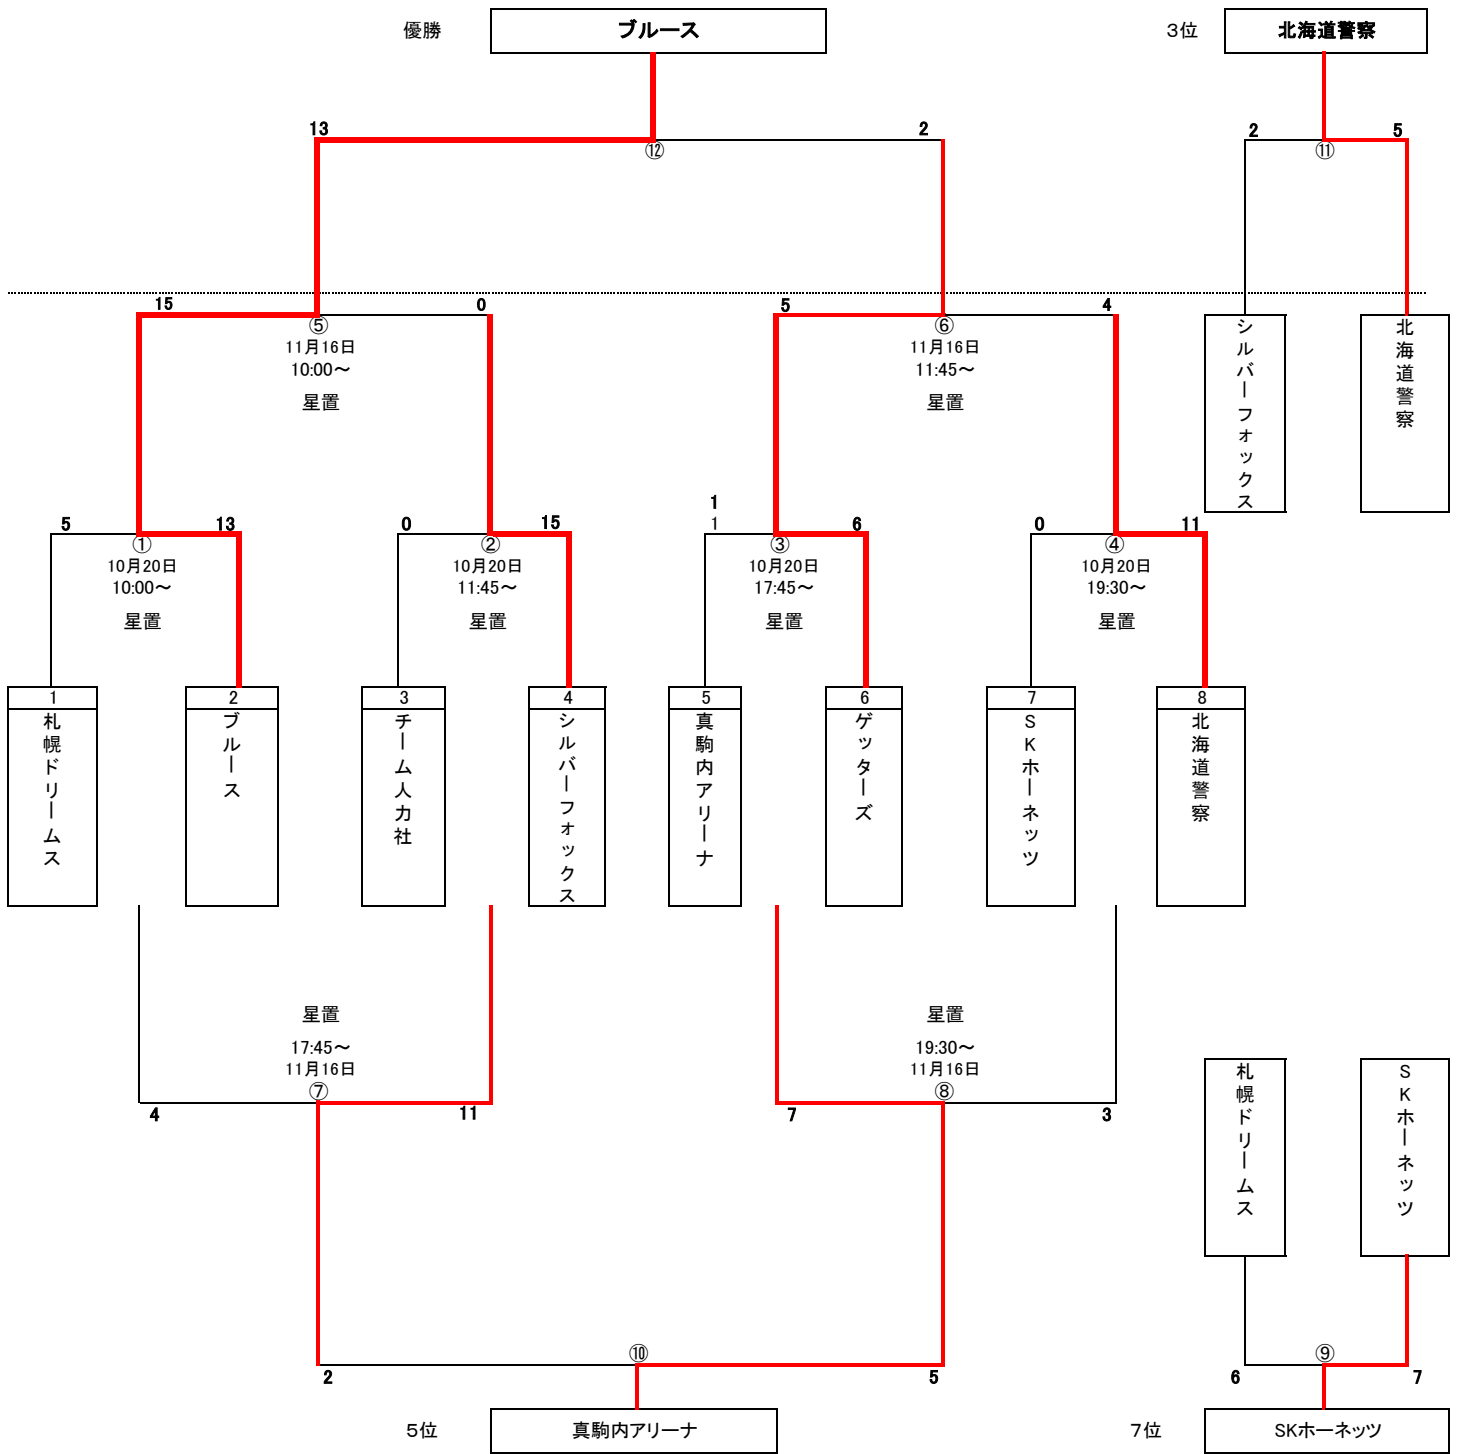 優勝
ブルース
3位
北海道警察
13
2
⑫
2
5
⑪
15
0
5
4
⑤
11月16日
10:00～
星置
⑥
11月16日
11:45～
星置
シルバーフォックス
北海道警察
5
13
0
15
1
1
6
0
11
①
10月20日
10:00～
星置
②
10月20日
11:45～
星置
③
10月20日
17:45～
星置
④
10月20日
19:30～
星置
1
札幌ドリームス
2
ブルース
3
チーム人力社
4
シルバーフォックス
5
真駒内アリーナ
6
ゲッターズ
7
SKホーネッツ
8
北海道警察
星置
17:45～
11月16日
⑦
4
11
星置
19:30～
11月16日
⑧
7
3
札幌ドリームス
SKホーネッツ
⑩
2
5
⑨
6
7
5位
真駒内アリーナ
7位
SKホーネッツ